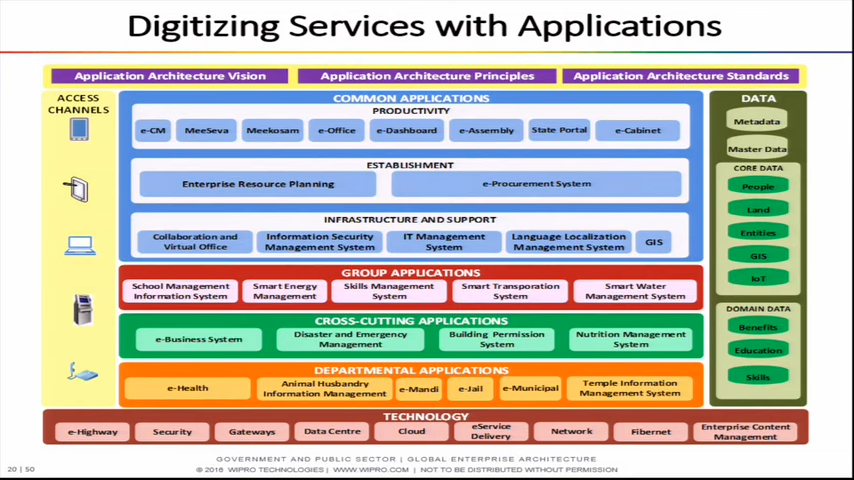 Digitizing Services with Applications
Application Architecture Vision
Application Architecture Principles
Application Architecture Standards
ACCESS
CHANNELS
COMMON APPLICATIONS
PRODUCTIVITY
e-CM
MeeSeva
Meekosam
e-Office
e-Dashboard
e-Assembly
State Portal
e-Cabinet
ESTABLISHMENT
Enterprise Resource Planning
e-Procurement System
INFRASTRUCTURE AND SUPPORT
Collaboration and
Virtual Office
Information Security
Management System
IT Management
System
Language Localization
Management System
GIS
GROUP APPLICATIONS
School Management
Information System
Smart Energy
Management
Skills Management
System
Smart Transporation
System
Smart Water
Management System
CROSS-CUTTING APPLICATIONS
e-Business System
Disaster and Emergency
Management
Building Permission
System
Nutrition Management
System
DEPARTMENTAL APPLICATIONS
e-Health
Animal Husbandry
Information Management
e-Mandi
e-Jail
e-Municipal
Temple Information
Management System
DATA
Metadata
Master Data
CORE DATA
People
Land
Entities
GIS
IoT
DOMAIN DATA
Benefits
Education
Skills
TECHNOLOGY
e-Highway
Security
Gateways
Data Centre
Cloud
eService
Delivery
Network
Fibernet
Enterprise Content
Management
GOVERNMENT AND PUBLIC SECTOR | GLOBAL ENTERPRISE ARCHITECTURE
20 | 50
© 2016 WIPRO TECHNOLOGIES | WWW.WIPRO.COM | NOT TO BE DISTRIBUTED WITHOUT PERMISSION